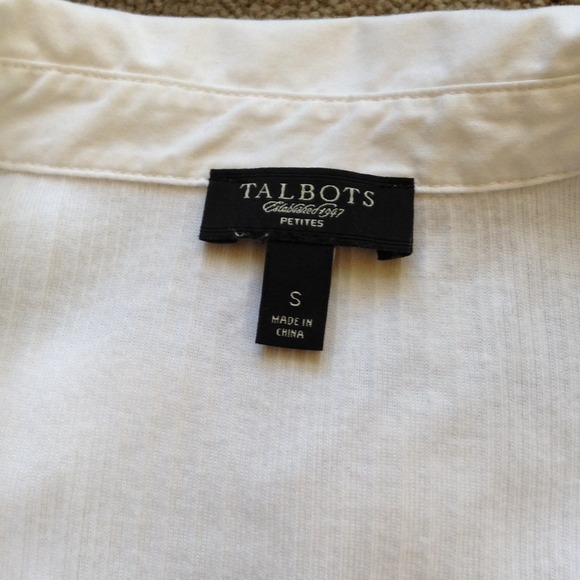 TALBOTS
Established 1947
PETITES
S
MADE IN
CHINA